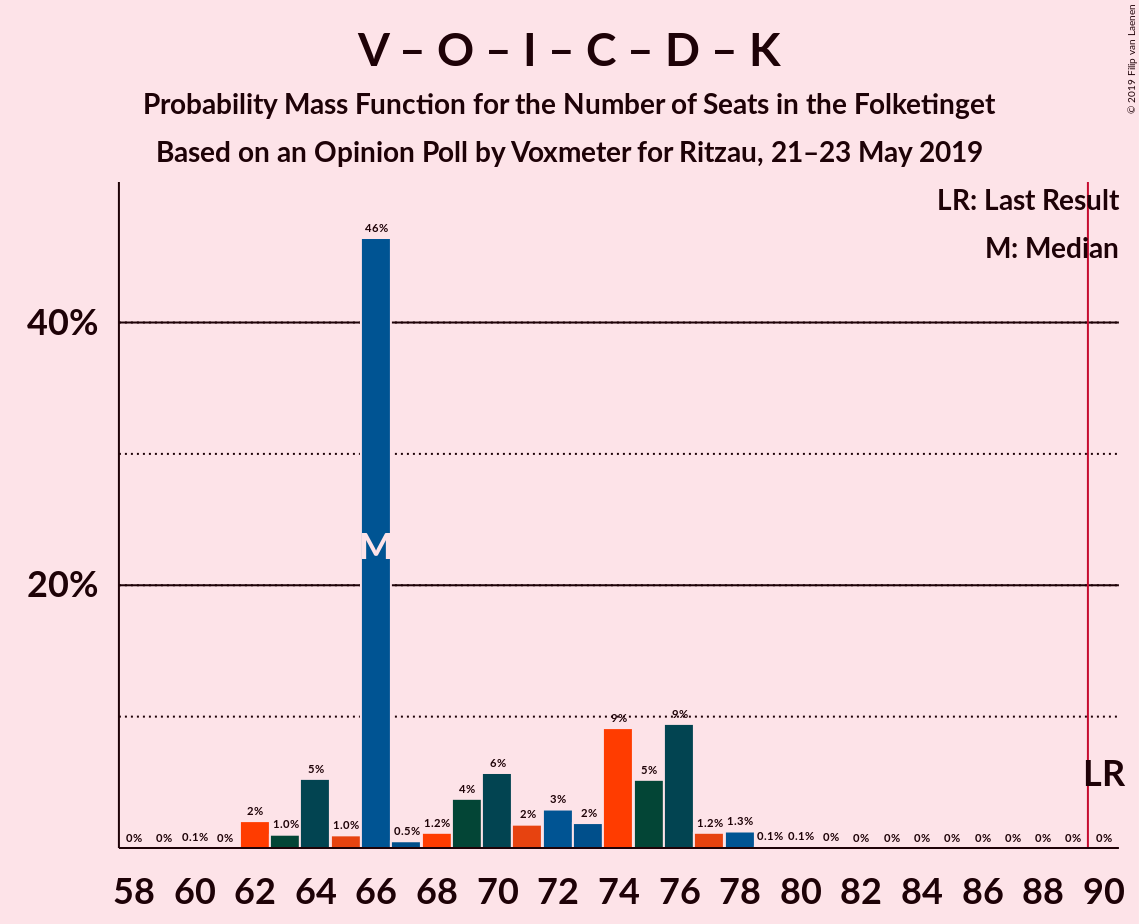 V – O – I – C – D – K
Probability Mass Function for the Number of Seats in the Folketinget
Based on an Opinion Poll by Voxmeter for Ritzau, 21–23 May 2019
© 2019 Filip van Laenen
LR: Last Result
M: Median
40%
20%
0% 0% 0.1% 0% 2% 1.0% 5% 1.0% 46% 0.5% 1.2% 4% 6% 2% 3% 2% 9% 5% 9% 1.2% 1.3% 0.1% 0.1% 0% 0% 0% 0% 0% 0% 0% 0% 0% 0%
M
LR
58 60 62 64 66 68 70 72 74 76 78 80 82 84 86 88 90